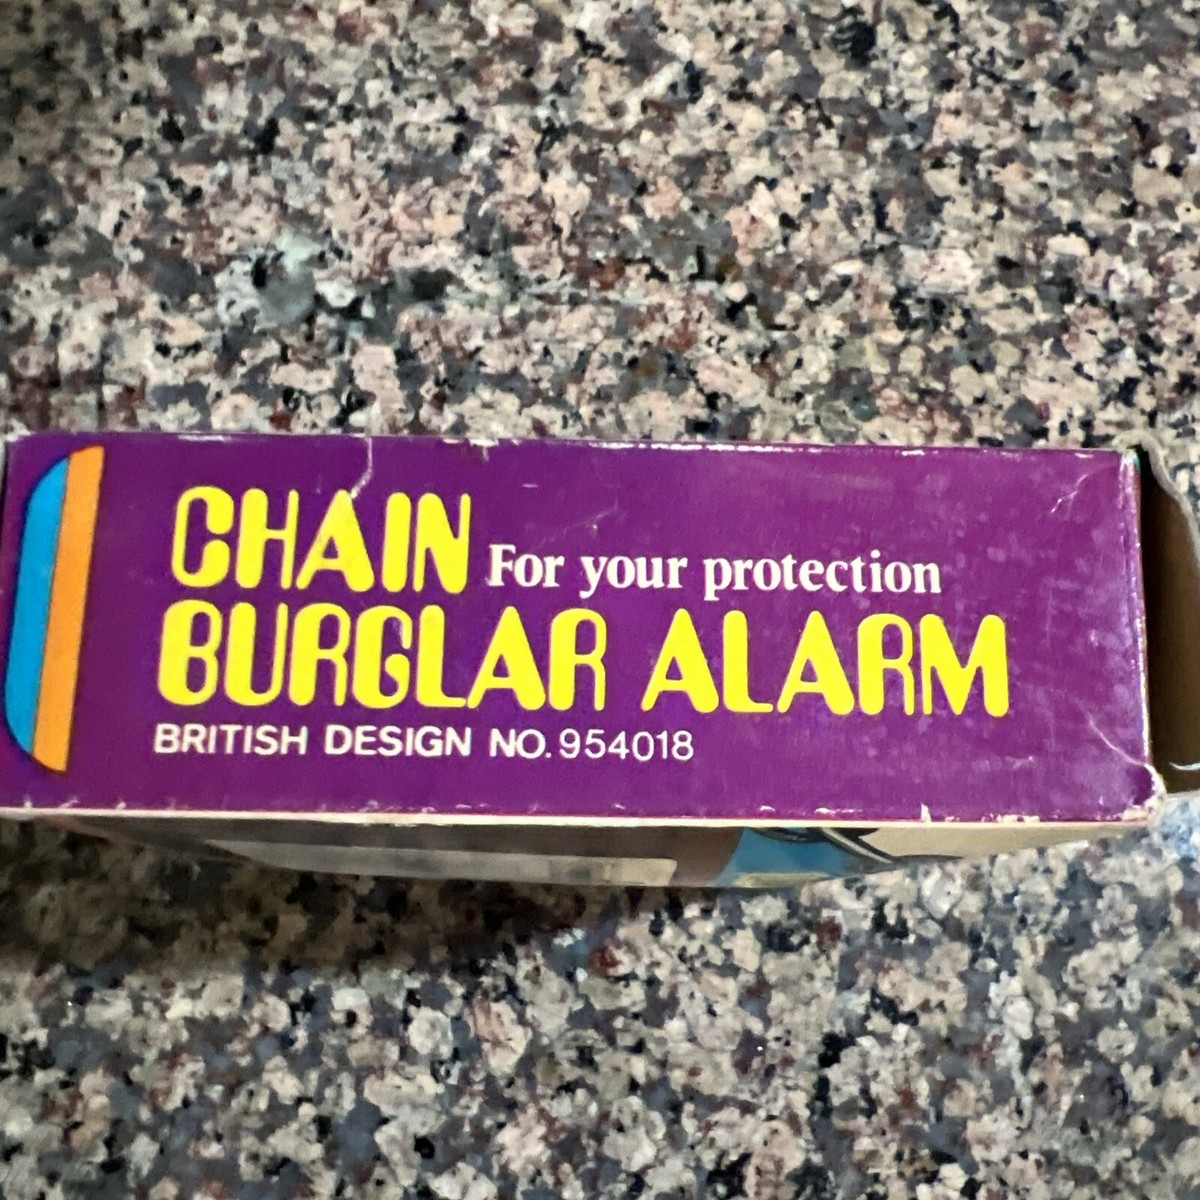 CHAIN For your protection
BURGLAR ALARM
BRITISH DESIGN NO. 954018